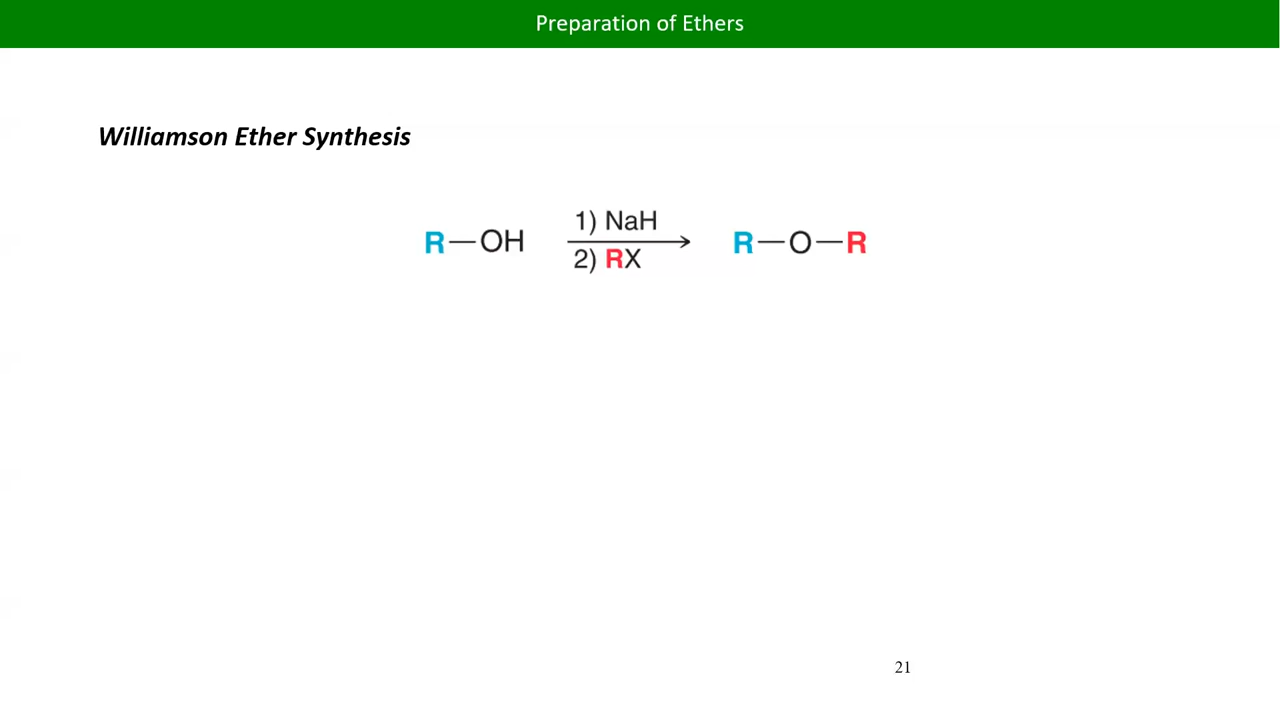 Preparation of Ethers
Williamson Ether Synthesis
1) NaH
R—OH → R—O—R
2) RX
21